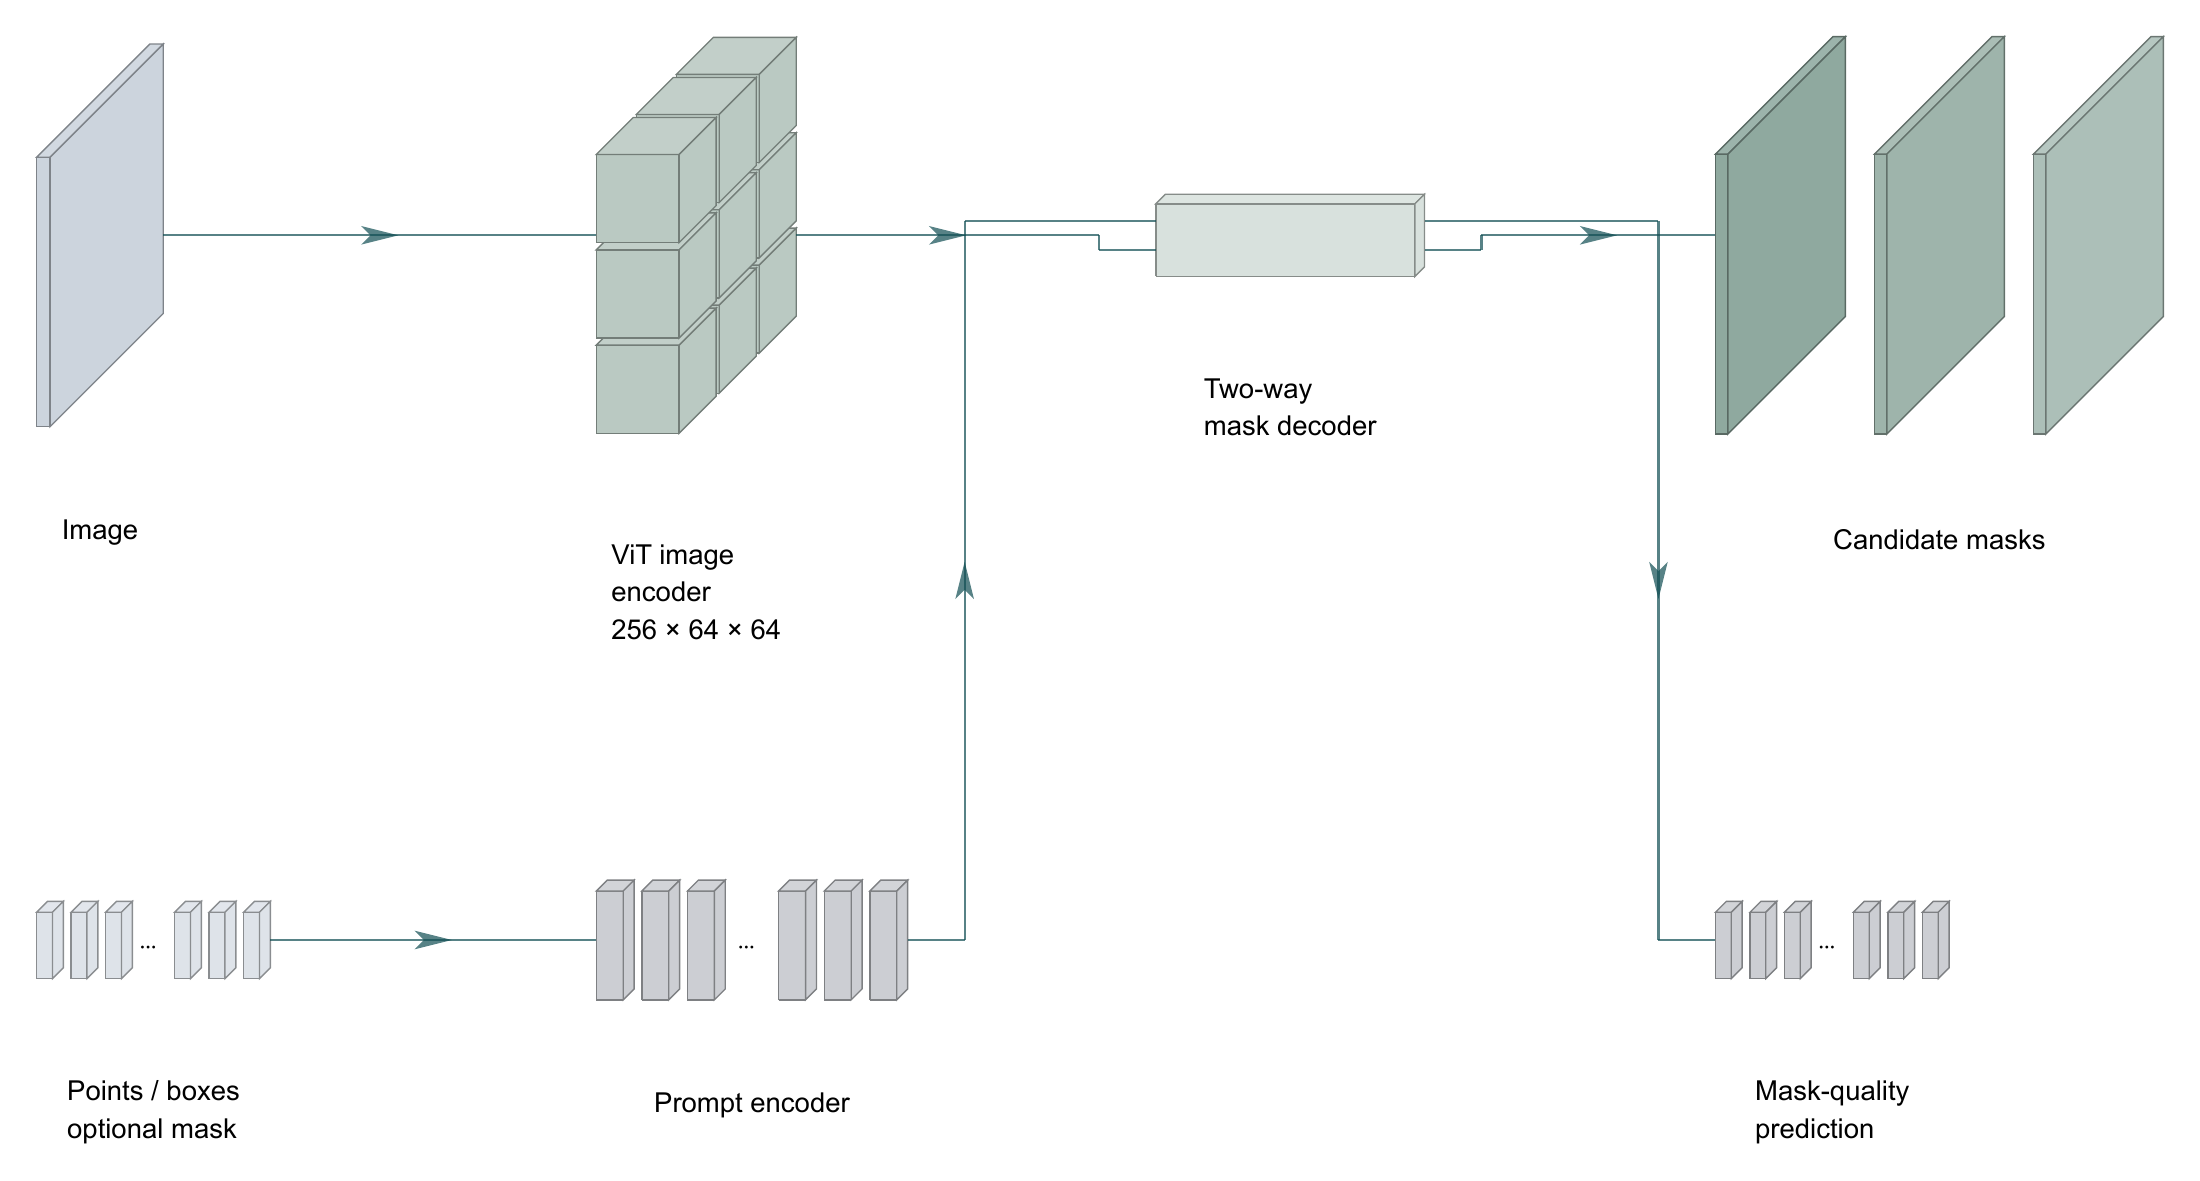 Two-way
mask decoder
Image
Candidate masks
ViT image
encoder
256 × 64 × 64
...
...
...
Points / boxes
optional mask
Prompt encoder
Mask-quality
prediction